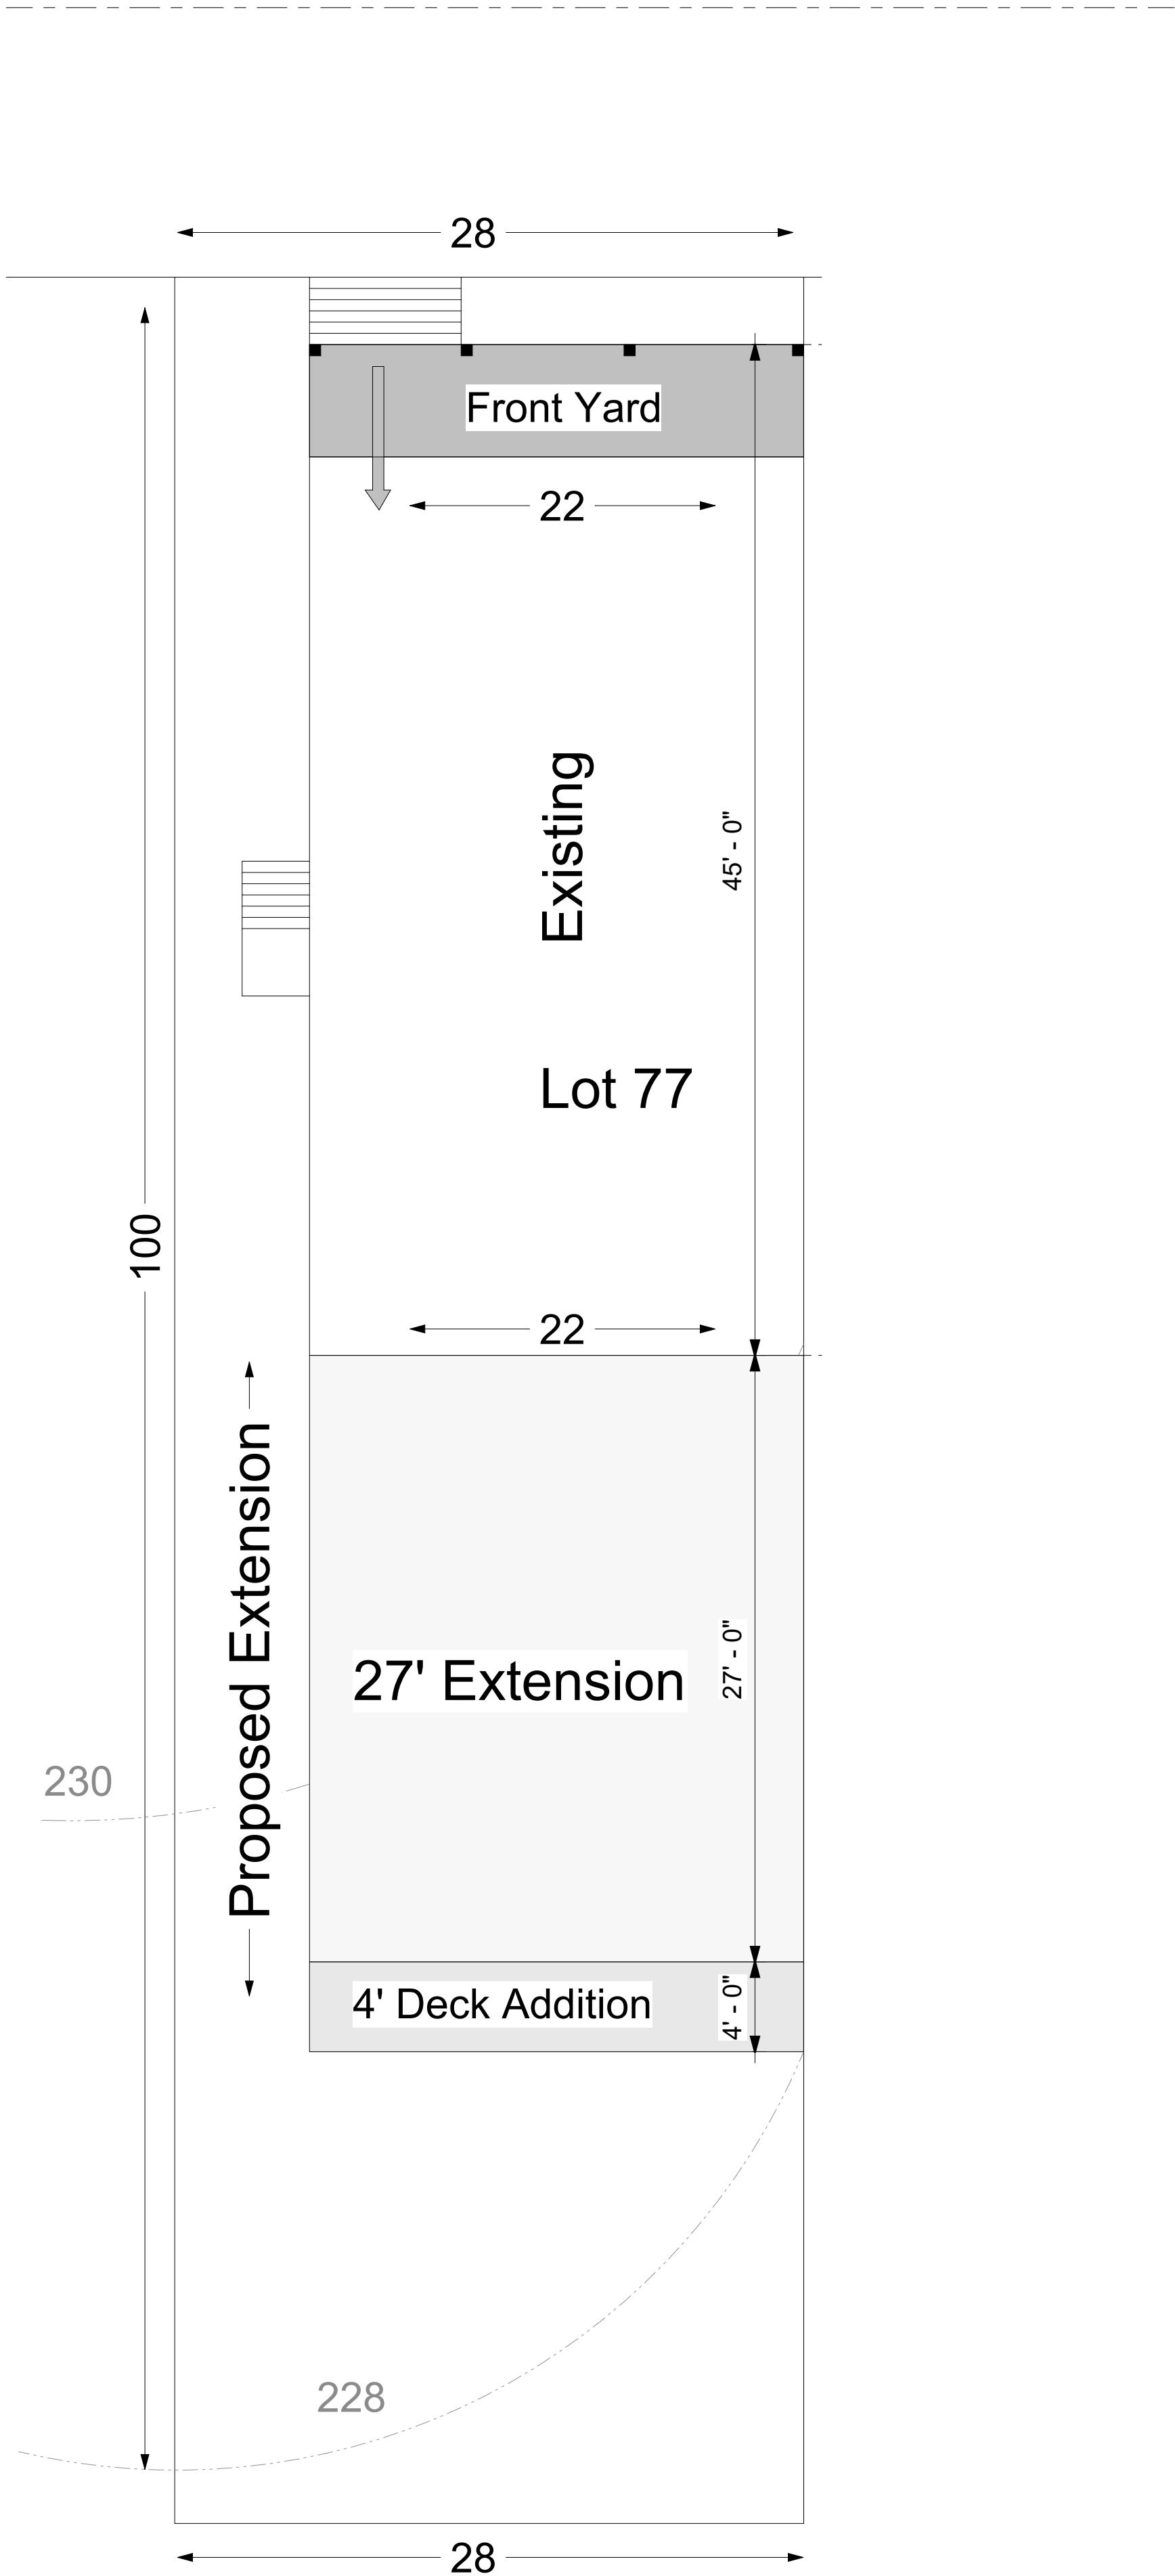 28
Front Yard
22
Existing
45' - 0"
Lot 77
100
22
Proposed Extension
27' Extension
27' - 0"
230
4' Deck Addition
4' - 0"
228
28